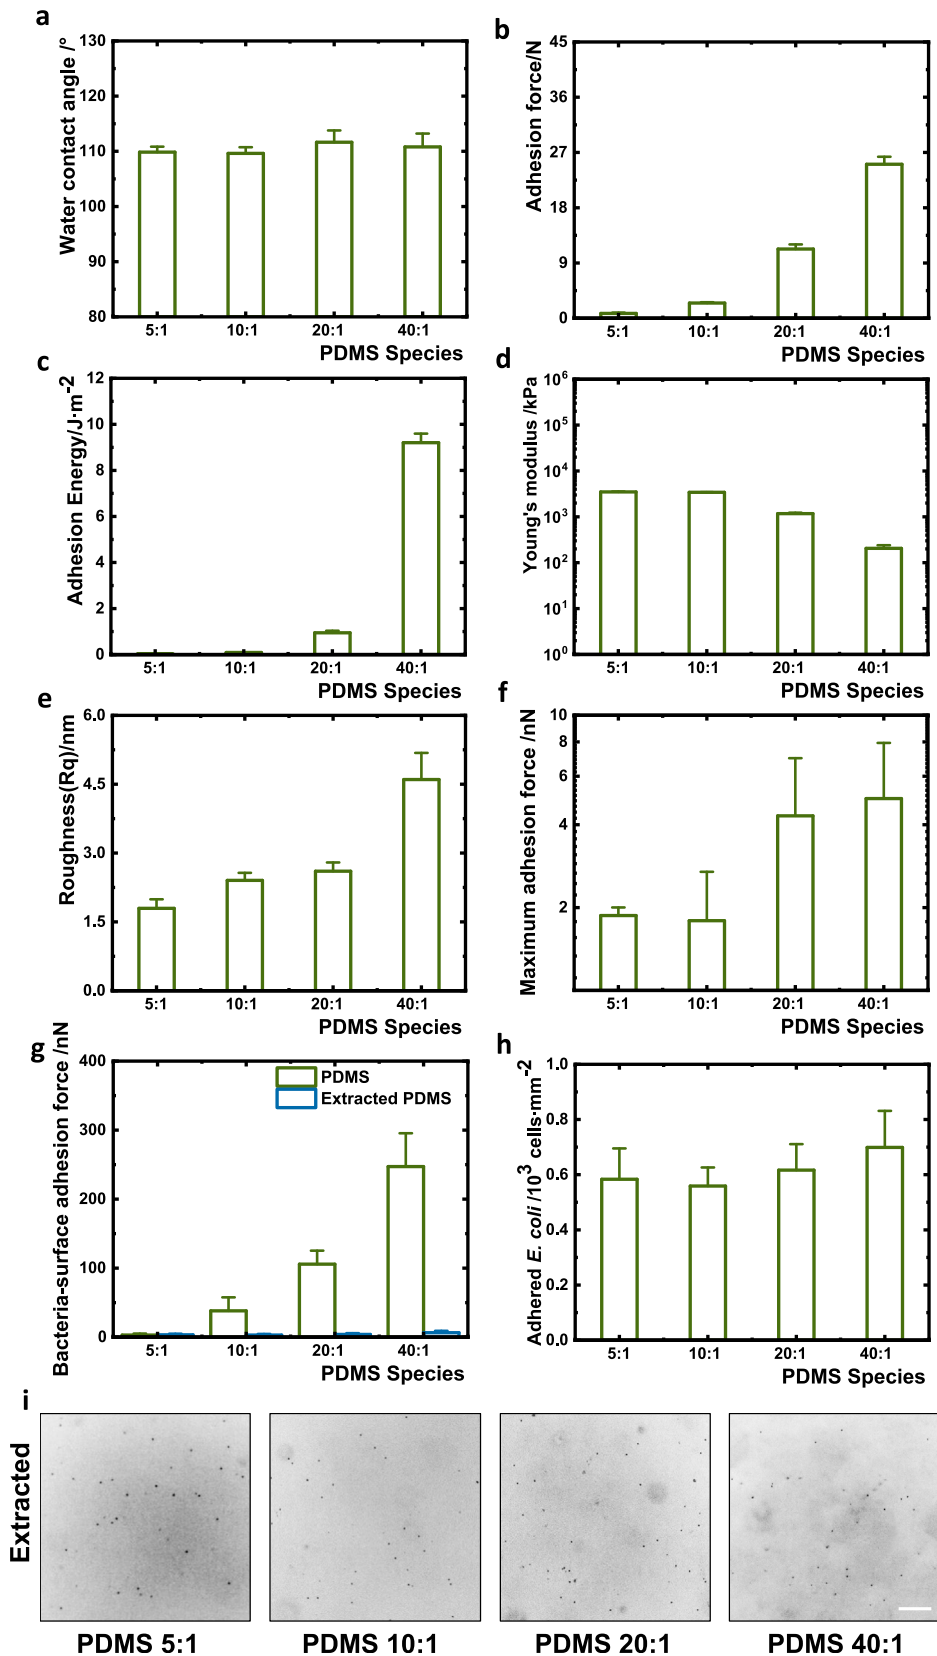 a
Water contact angle /°
130
120
110
100
90
80
5:1 10:1 20:1 40:1
PDMS Species
b
Adhesion force/N
45
36
27
18
9
0
5:1 10:1 20:1 40:1
PDMS Species
c
Adhesion Energy/J·m⁻²
12
10
8
6
4
2
0
5:1 10:1 20:1 40:1
PDMS Species
d
Young's modulus /kPa
10⁶
10⁵
10⁴
10³
10²
10¹
10⁰
5:1 10:1 20:1 40:1
PDMS Species
e
Roughness(Rq)/nm
6.0
4.5
3.0
1.5
0.0
5:1 10:1 20:1 40:1
PDMS Species
f
Maximum adhesion force /nN
10
8
6
4
2
5:1 10:1 20:1 40:1
PDMS Species
g
Bacteria-surface adhesion force /nN
400
300
200
100
0
PDMS
Extracted PDMS
5:1 10:1 20:1 40:1
PDMS Species
h
Adhered E. coli /10³ cells·mm⁻²
1.0
0.8
0.6
0.4
0.2
0.0
5:1 10:1 20:1 40:1
PDMS Species
i
Extracted
PDMS 5:1 PDMS 10:1 PDMS 20:1 PDMS 40:1